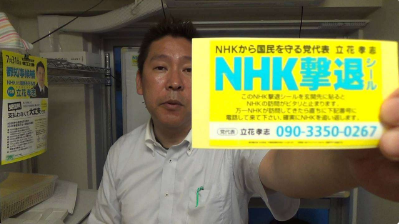 NHKから国民を守る党代表 立花孝志
NHK撃退シール
このNHK撃退シールを玄関先に貼ると
NHKの訪問がピタリと止まります。
万一NHKが訪問してきたら直ちに下記番号に
電話して来て下さい。確実にNHKを追い返します。
党代表 立花孝志 090-3350-0267